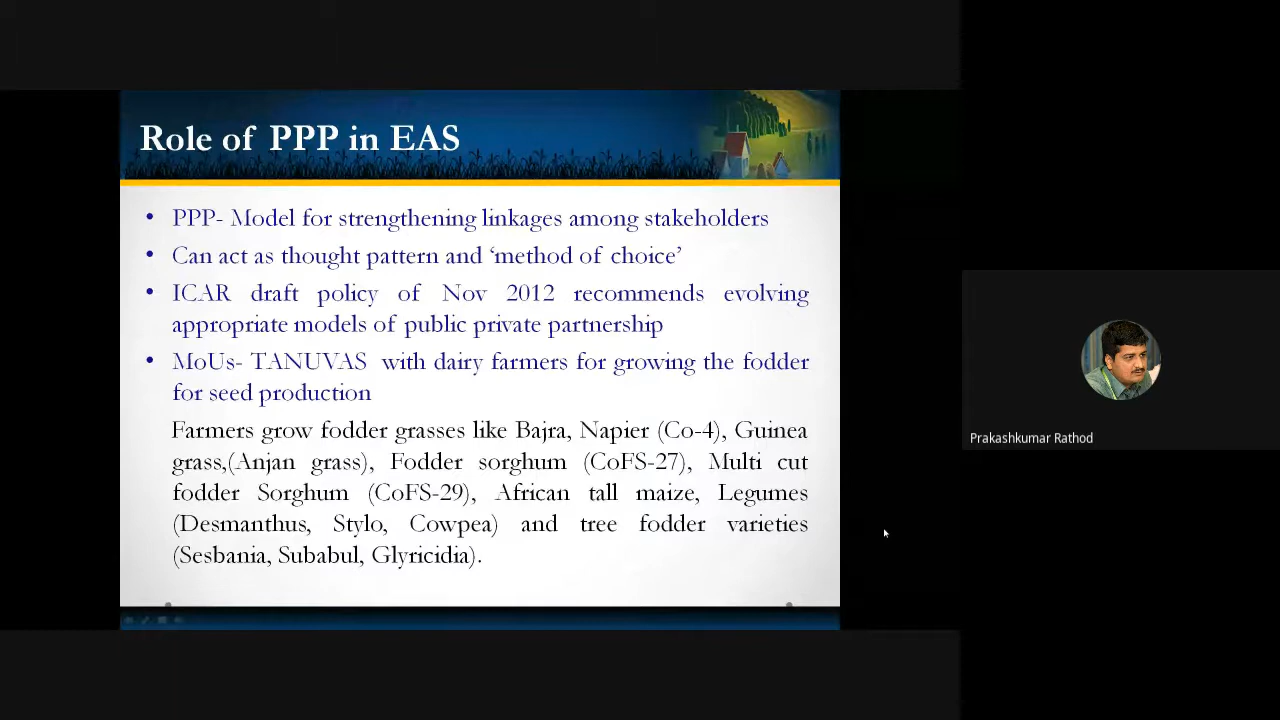 Role of PPP in EAS
• PPP- Model for strengthening linkages among stakeholders
• Can act as thought pattern and ‘method of choice’
• ICAR draft policy of Nov 2012 recommends evolving
appropriate models of public private partnership
• MoUs- TANUVAS with dairy farmers for growing the fodder
for seed production
Farmers grow fodder grasses like Bajra, Napier (Co-4), Guinea
grass,(Anjan grass), Fodder sorghum (CoFS-27), Multi cut
fodder Sorghum (CoFS-29), African tall maize, Legumes
(Desmanthus, Stylo, Cowpea) and tree fodder varieties
(Sesbania, Subabul, Glyricidia).
Prakashkumar Rathod